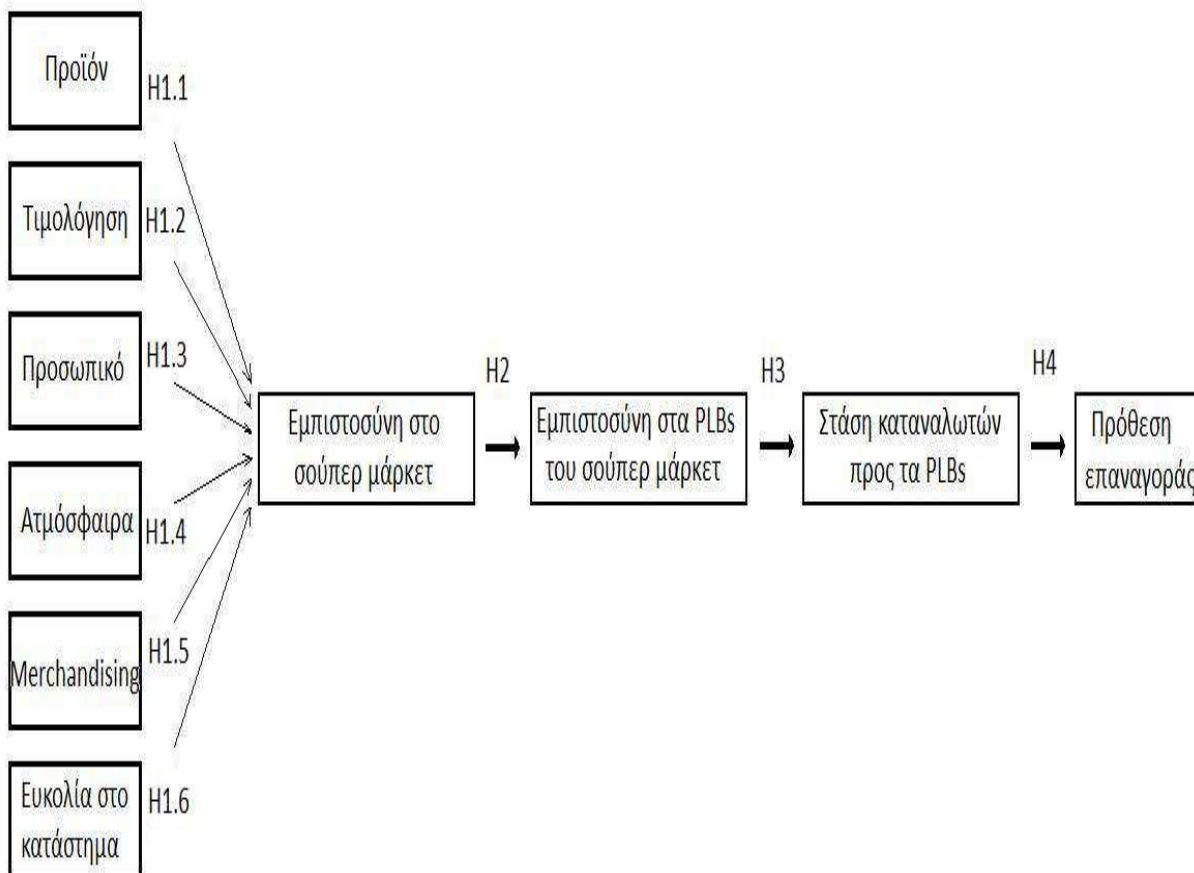 Προϊόν
H1.1
Τιμολόγηση
H1.2
Προσωπικό
H1.3
Ατμόσφαιρα
H1.4
Merchandising
H1.5
Ευκολία στο
κατάστημα
H1.6
Εμπιστοσύνη στο
σούπερ μάρκετ
H2
Εμπιστοσύνη στα PLBs
του σούπερ μάρκετ
H3
Στάση καταναλωτών
προς τα PLBs
H4
Πρόθεση
επαναγοράς